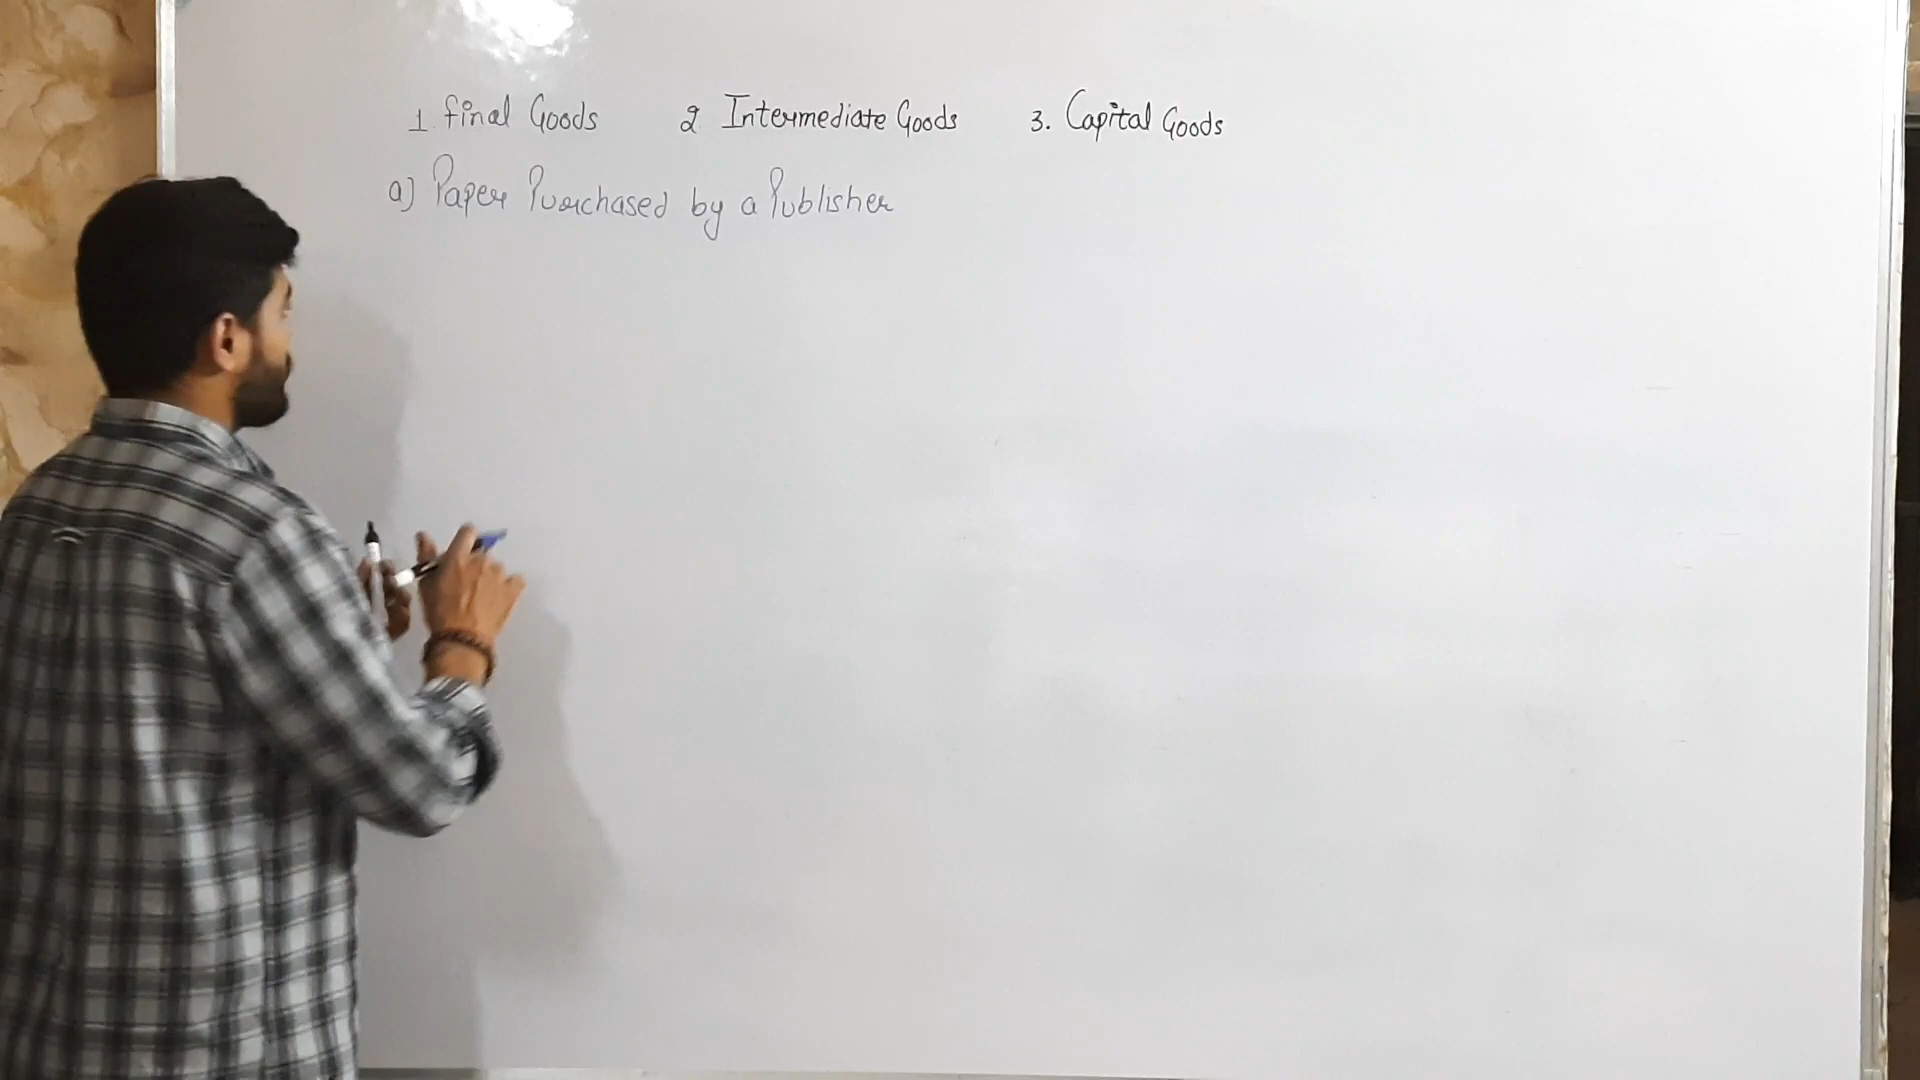 1. Final Goods 2. Intermediate Goods 3. Capital Goods
a) Paper Purchased by a Publisher